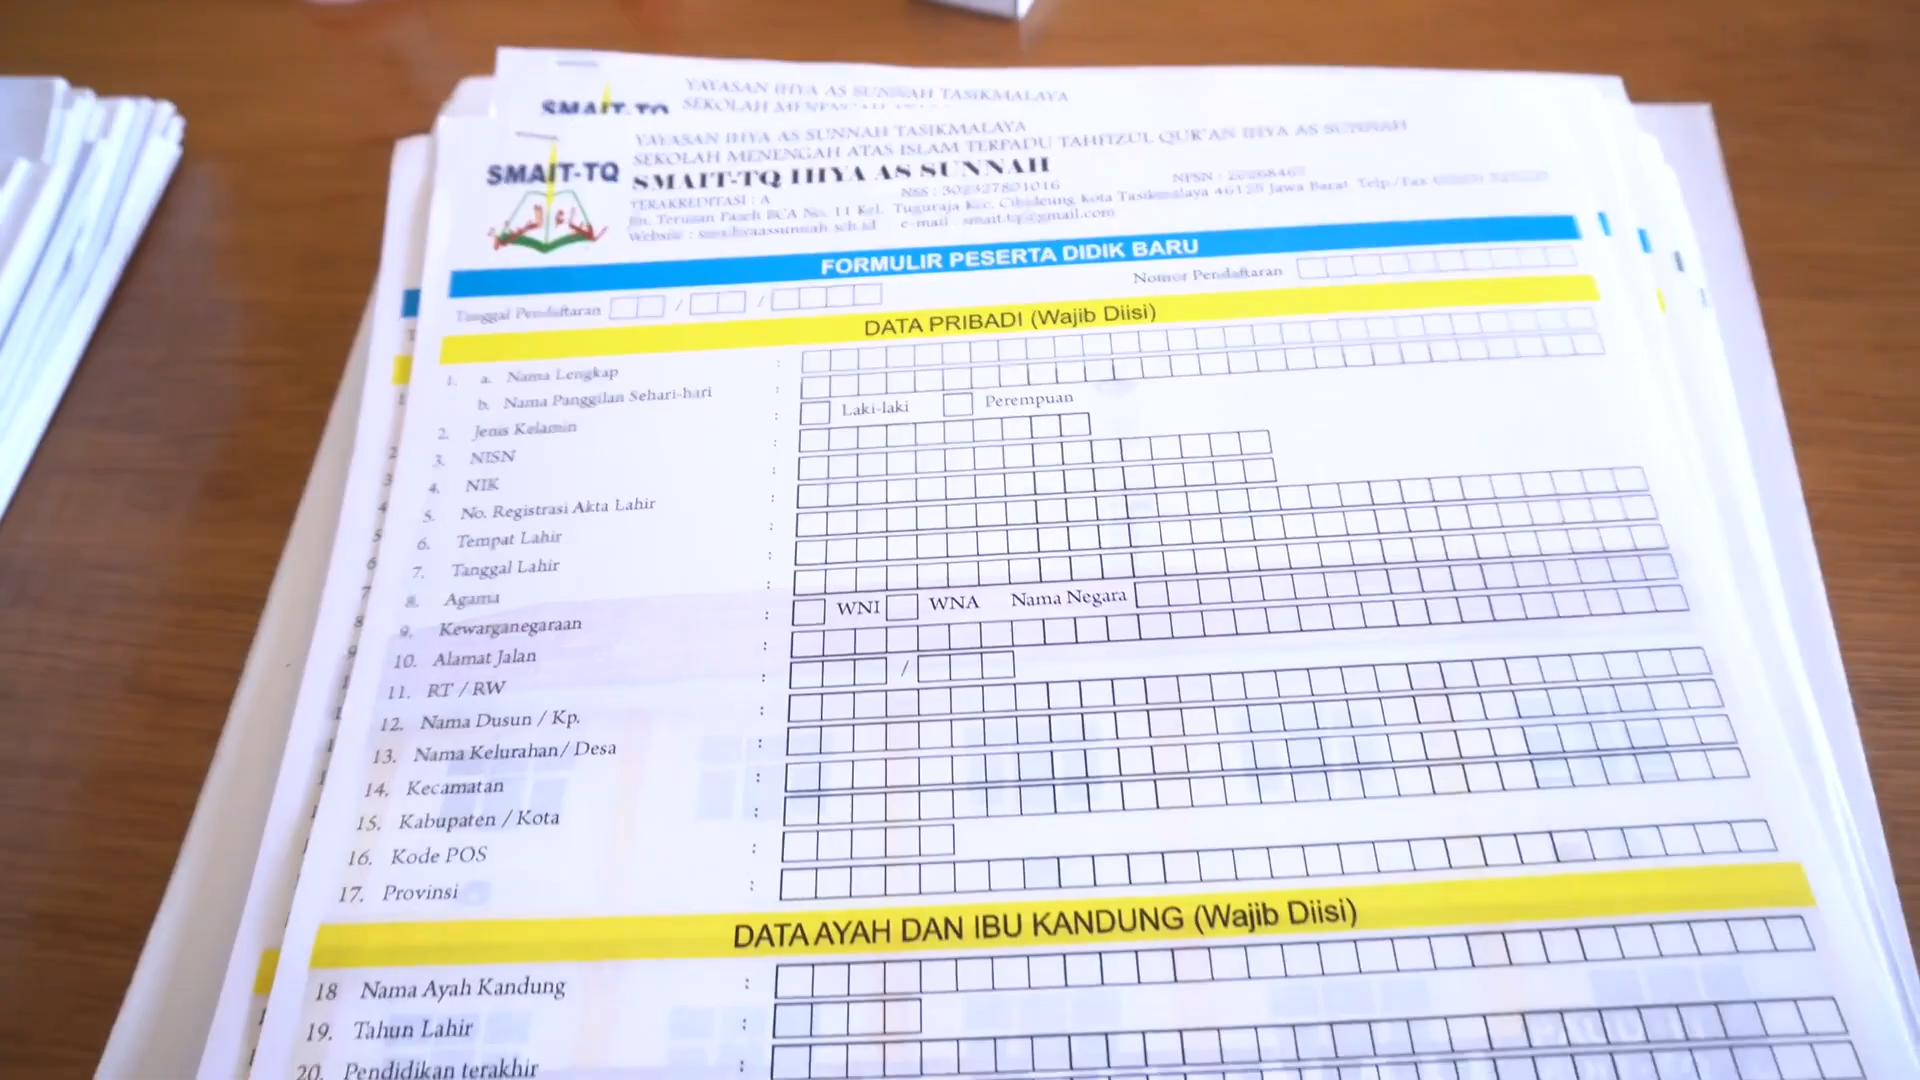 YAYASAN IHYA AS SUNNAH TASIKMALAYA
SMAIT-TQ SEKOLAH
YAYASAN IHYA AS SUNNAH TASIKMALAYA
SEKOLAH MENENGAH ATAS ISLAM TERPADU TAHFIZUL QUR'AN IHYA AS SUNNAH
SMAIT-TQ
SMAIT-TQ IHYA AS SUNNAH
NSS : 302327801016 NPSN :
TERAKREDITASI : A
Jln. Terusan Paseh BCA No. 11 Kel. Tuguraja Kec. Cihideung Kota Tasikmalaya 46125 Jawa Barat Telp./Fax
Website : e-mail : smait.tq@gmail.com
FORMULIR PESERTA DIDIK BARU
Tanggal Pendaftaran / / Nomor Pendaftaran
DATA PRIBADI (Wajib Diisi)
1. a. Nama Lengkap :
b. Nama Panggilan Sehari-hari :
2. Jenis Kelamin : Laki-laki Perempuan
3. NISN :
4. NIK :
5. No. Registrasi Akta Lahir :
6. Tempat Lahir :
7. Tanggal Lahir :
8. Agama :
9. Kewarganegaraan : WNI WNA Nama Negara
10. Alamat Jalan :
11. RT / RW : /
12. Nama Dusun / Kp. :
13. Nama Kelurahan/ Desa :
14. Kecamatan :
15. Kabupaten / Kota :
16. Kode POS :
17. Provinsi :
DATA AYAH DAN IBU KANDUNG (Wajib Diisi)
18 Nama Ayah Kandung :
19. Tahun Lahir :
20. Pendidikan terakhir :